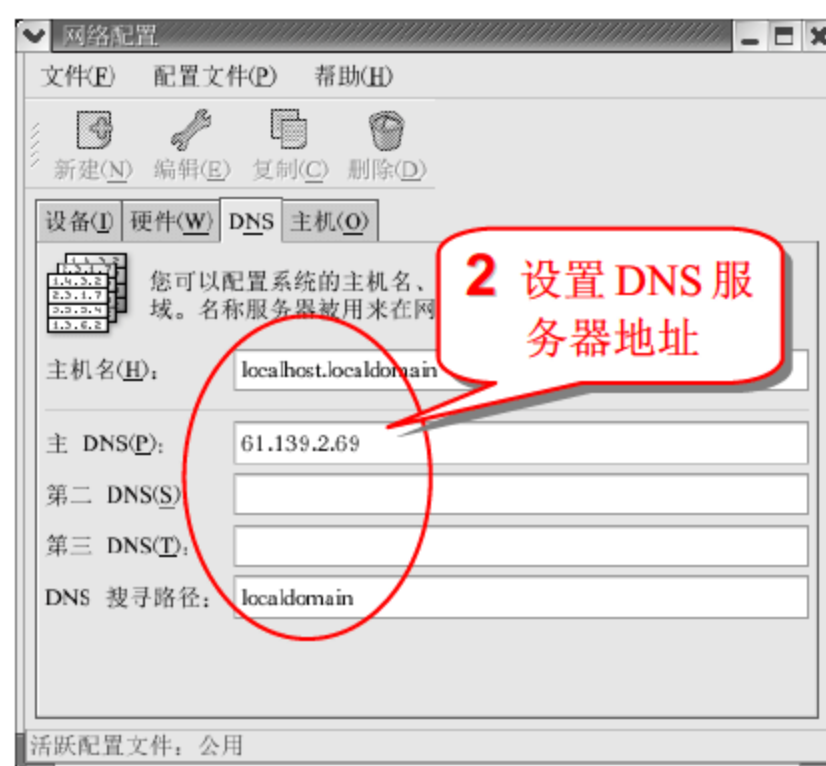 网络配置
文件(F) 配置文件(P) 帮助(H)
新建(N) 编辑(E) 复制(C) 删除(D)
设备(I) 硬件(W) DNS 主机(O)
您可以配置系统的主机名、
域。名称服务器被用来在网
2 设置 DNS 服
务器地址
主机名(H): localhost.localdomain
主 DNS(P): 61.139.2.69
第二 DNS(S)
第三 DNS(T):
DNS 搜寻路径: localdomain
活跃配置文件: 公用